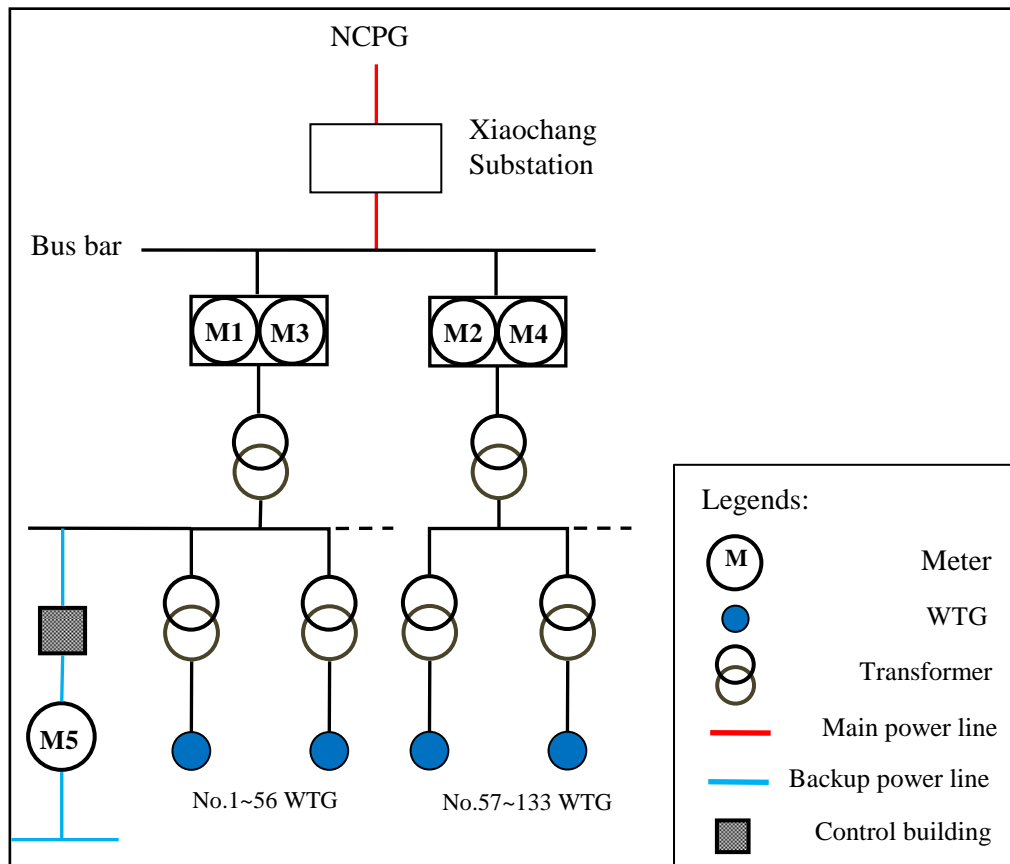 NCPG
Xiaochang
Substation
Bus bar
M1 M3 M2 M4
M5
No.1~56 WTG
No.57~133 WTG
Legends:
M Meter
WTG
Transformer
Main power line
Backup power line
Control building